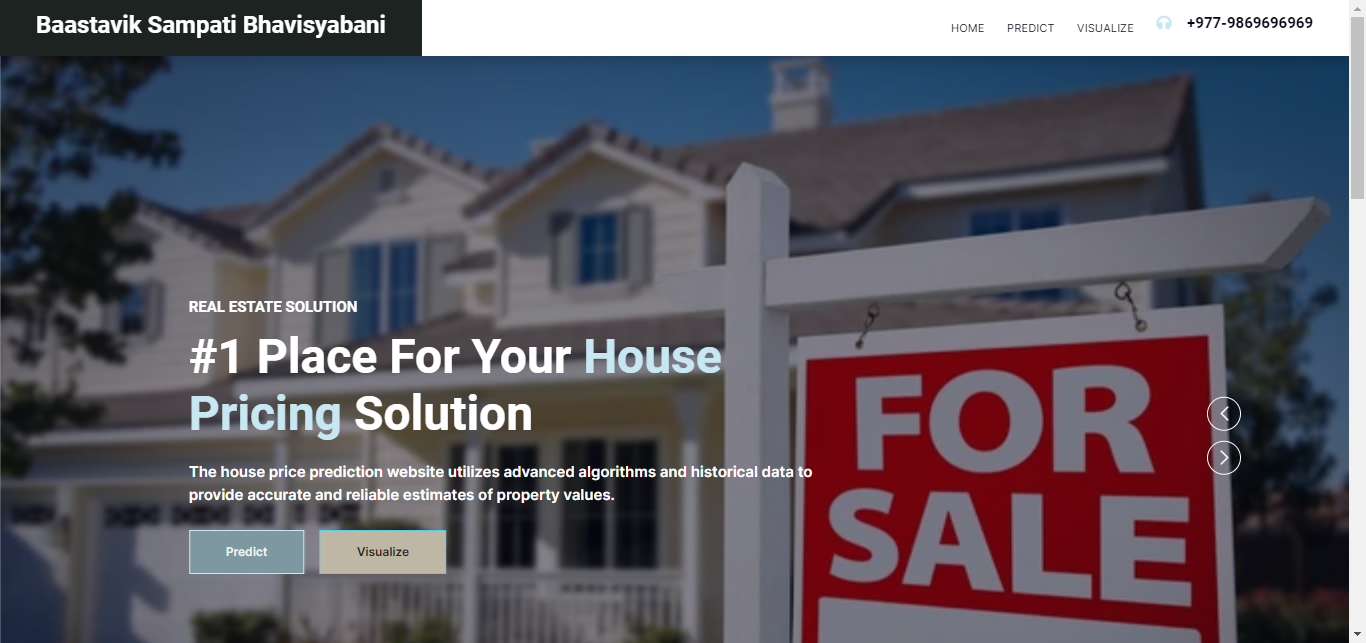 Baastavik Sampati Bhavisyabani
HOME PREDICT VISUALIZE +977-9869696969
REAL ESTATE SOLUTION
#1 Place For Your House
Pricing Solution
The house price prediction website utilizes advanced algorithms and historical data to
provide accurate and reliable estimates of property values.
Predict Visualize
FOR
SALE